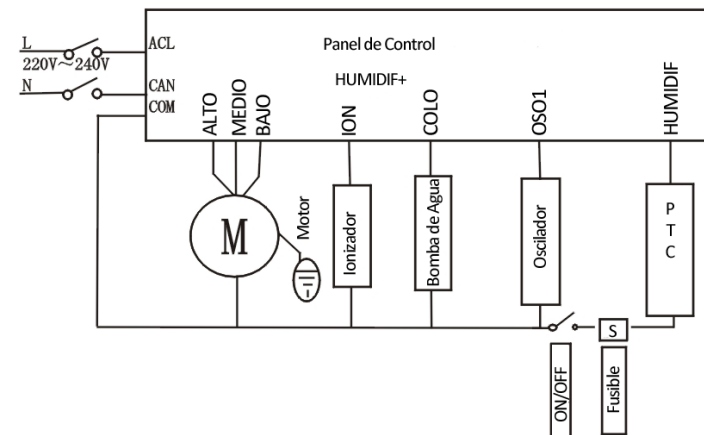 L
220V～240V
N
ACL
CAN
COM
Panel de Control
HUMIDIF+
ALTO
MEDIO
BAJO
ION
COLO
OSO1
HUMIDIF
M
Motor
Ionizador
Bomba de Agua
Oscilador
P
T
C
S
ON/OFF
Fusible